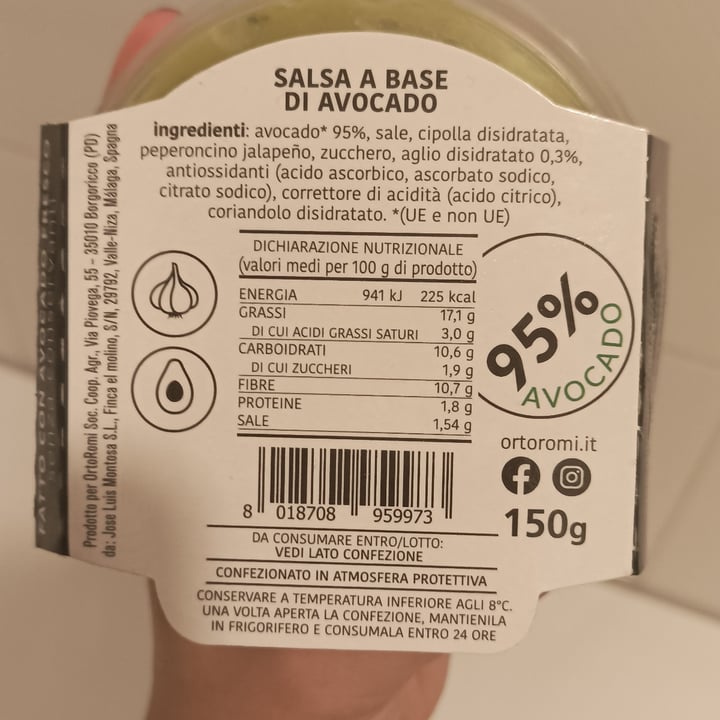 SALSA A BASE
DI AVOCADO
ingredienti: avocado* 95%, sale, cipolla disidratata,
peperoncino jalapeño, zucchero, aglio disidratato 0,3%,
antiossidanti (acido ascorbico, ascorbato sodico,
citrato sodico), correttore di acidità (acido citrico),
coriandolo disidratato. *(UE e non UE)
DICHIARAZIONE NUTRIZIONALE
(valori medi per 100 g di prodotto)
ENERGIA 941 kJ 225 kcal
GRASSI 17,1 g
DI CUI ACIDI GRASSI SATURI 3,0 g
CARBOIDRATI 10,6 g
DI CUI ZUCCHERI 1,9 g
FIBRE 10,7 g
PROTEINE 1,8 g
SALE 1,54 g
8 018708 959973
DA CONSUMARE ENTRO/LOTTO:
VEDI LATO CONFEZIONE
CONFEZIONATO IN ATMOSFERA PROTETTIVA
CONSERVARE A TEMPERATURA INFERIORE AGLI 8°C.
UNA VOLTA APERTA LA CONFEZIONE, MANTIENILA
IN FRIGORIFERO E CONSUMALA ENTRO 24 ORE
95%
AVOCADO
ortoromi.it
150g
Prodotto per OrtoRomi Soc. Coop. Agr., Via Piovega, 55 - 35010 Borgoricco (PD)
da: Jose Luis Montosa S.L., Finca el molino, S/N, 29792, Valle-Niza, Málaga, Spagna
FATTO CON AVOCADO FRESCO